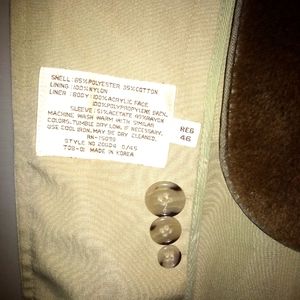 SHELL: 65% POLYESTER 35% COTTON
LINING: 100% NYLON
LINER: BODY: 100% ACRYLIC FACE
100% POLYPROPYLENE BACK
SLEEVE: 51% ACETATE 49% RAYON
MACHINE WASH WARM WITH SIMILAR
COLORS, TUMBLE DRY LOW, IF NECESSARY,
USE COOL IRON, MAY BE DRY CLEANED.
STYLE NO
MADE IN KOREA
REG
46